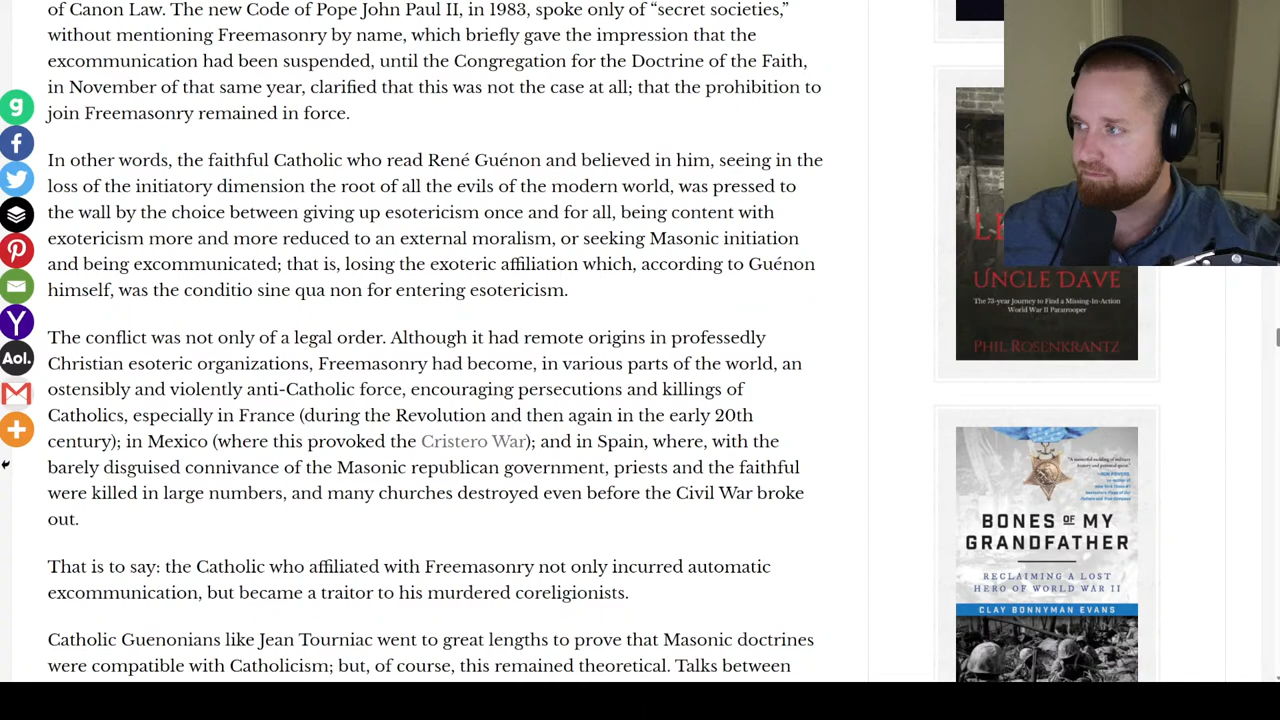 of Canon Law. The new Code of Pope John Paul II, in 1983, spoke only of “secret societies,”
without mentioning Freemasonry by name, which briefly gave the impression that the
excommunication had been suspended, until the Congregation for the Doctrine of the Faith,
in November of that same year, clarified that this was not the case at all; that the prohibition to
join Freemasonry remained in force.
In other words, the faithful Catholic who read René Guénon and believed in him, seeing in the
loss of the initiatory dimension the root of all the evils of the modern world, was pressed to
the wall by the choice between giving up esotericism once and for all, being content with
exotericism more and more reduced to an external moralism, or seeking Masonic initiation
and being excommunicated; that is, losing the exoteric affiliation which, according to Guénon
himself, was the conditio sine qua non for entering esotericism.
The conflict was not only of a legal order. Although it had remote origins in professedly
Christian esoteric organizations, Freemasonry had become, in various parts of the world, an
ostensibly and violently anti-Catholic force, encouraging persecutions and killings of
Catholics, especially in France (during the Revolution and then again in the early 20th
century); in Mexico (where this provoked the Cristero War); and in Spain, where, with the
barely disguised connivance of the Masonic republican government, priests and the faithful
were killed in large numbers, and many churches destroyed even before the Civil War broke
out.
That is to say: the Catholic who affiliated with Freemasonry not only incurred automatic
excommunication, but became a traitor to his murdered coreligionists.
Catholic Guenonians like Jean Tourniac went to great lengths to prove that Masonic doctrines
were compatible with Catholicism; but, of course, this remained theoretical. Talks between
Aol.
UNCLE DAVE
The 73-year Journey to Find a Missing-In-Action
World War II Paratrooper
PHIL ROSENKRANTZ
BONES OF MY
GRANDFATHER
RECLAIMING A LOST
HERO OF WORLD WAR II
CLAY BONNYMAN EVANS